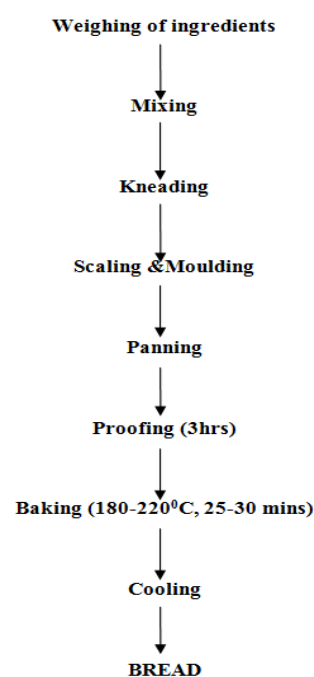 Weighing of ingredients
Mixing
Kneading
Scaling &Moulding
Panning
Proofing (3hrs)
Baking (180-220⁰C, 25-30 mins)
Cooling
BREAD